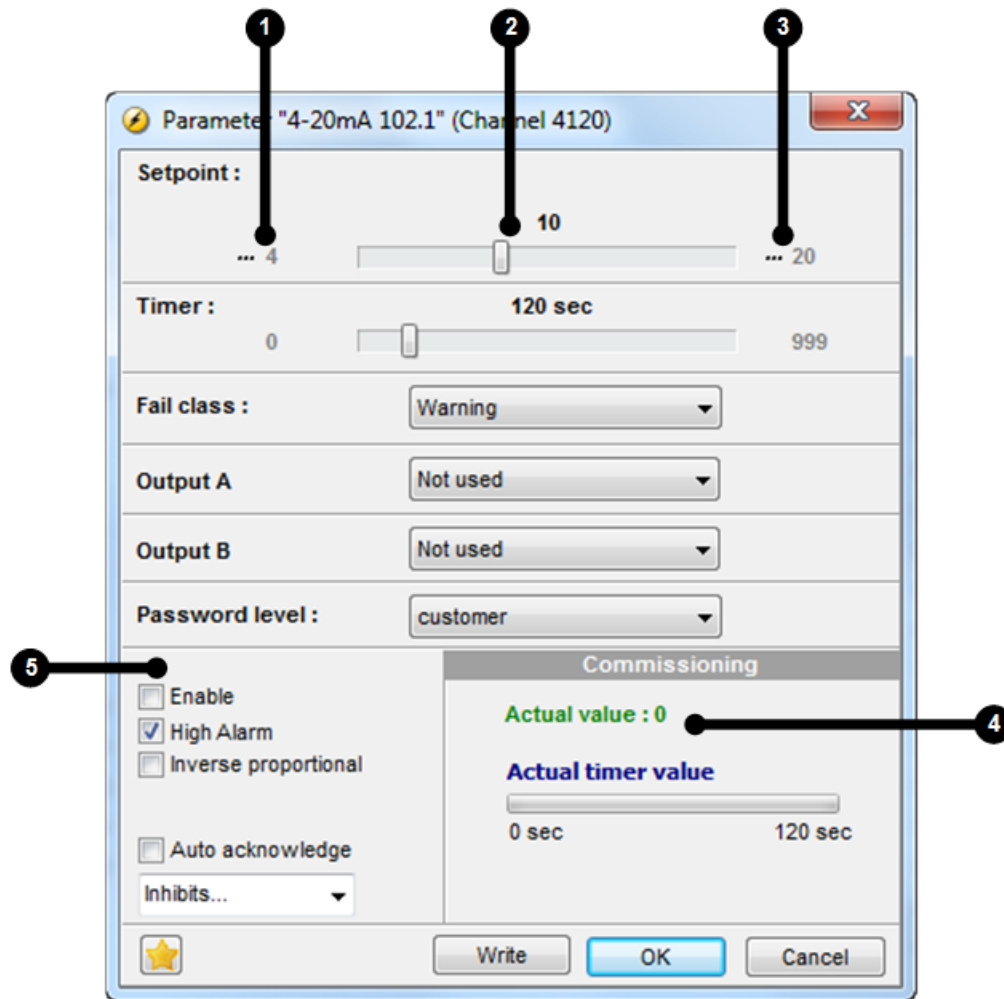 1 2 3
Parameter "4-20mA 102.1" (Channel 4120)
Setpoint :
10
... 4 ... 20
Timer : 120 sec
0 999
Fail class : Warning
Output A Not used
Output B Not used
Password level : customer
5 Commissioning
Enable
Actual value : 0 4
High Alarm
Inverse proportional
Actual timer value
0 sec 120 sec
Auto acknowledge
Inhibits...
Write OK Cancel